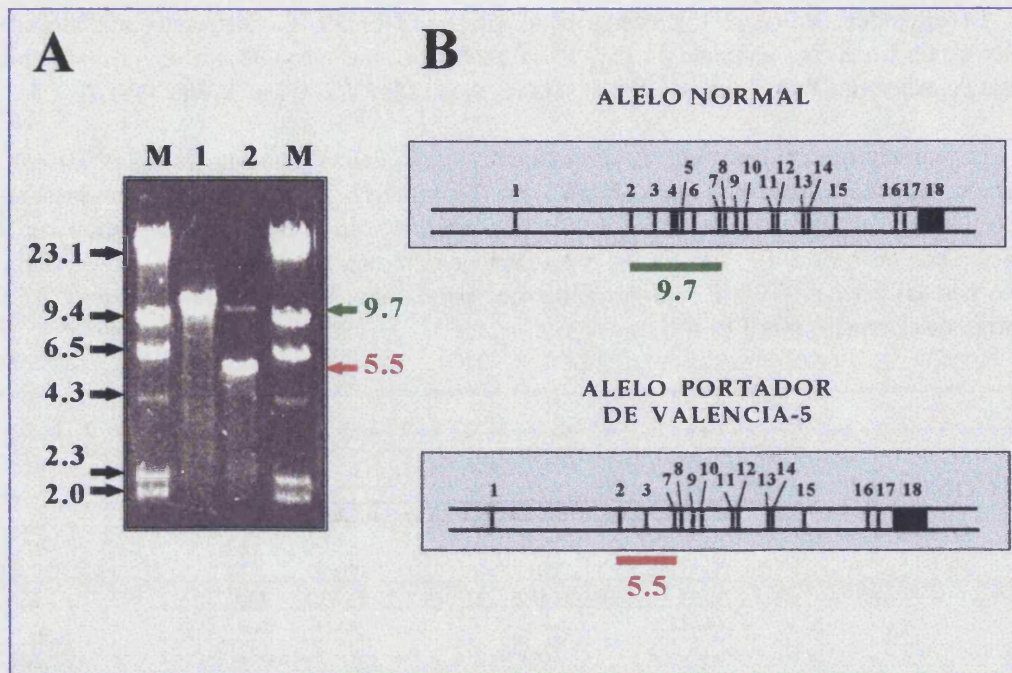 A
M 1 2 M
23.1
9.4
6.5
4.3
2.3
2.0
9.7
5.5
B
ALELO NORMAL
1 2 3 4 5 6 7 8 9 10 11 12 13 14 15 16 17 18
9.7
ALELO PORTADOR
DE VALENCIA-5
1 2 3 7 8 9 10 11 12 13 14 15 16 17 18
5.5